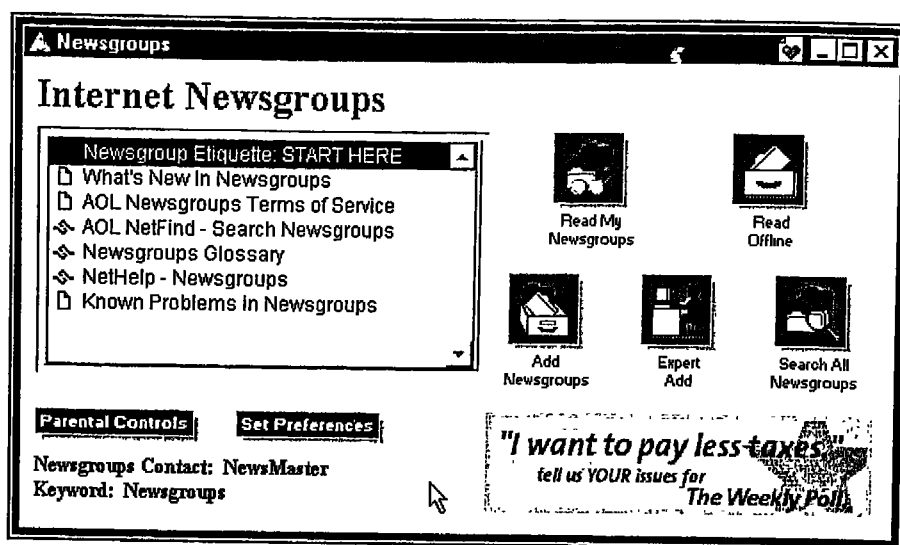 Newsgroups
Internet Newsgroups
Newsgroup Etiquette: START HERE
What's New In Newsgroups
AOL Newsgroups Terms of Service
AOL NetFind - Search Newsgroups
Newsgroups Glossary
NetHelp - Newsgroups
Known Problems in Newsgroups
Read My
Newsgroups
Read
Offline
Add
Newsgroups
Expert
Add
Search All
Newsgroups
Parental Controls
Set Preferences
Newsgroups Contact: NewsMaster
Keyword: Newsgroups
"I want to pay less taxes,"
tell us YOUR issues for
The Weekly Poll